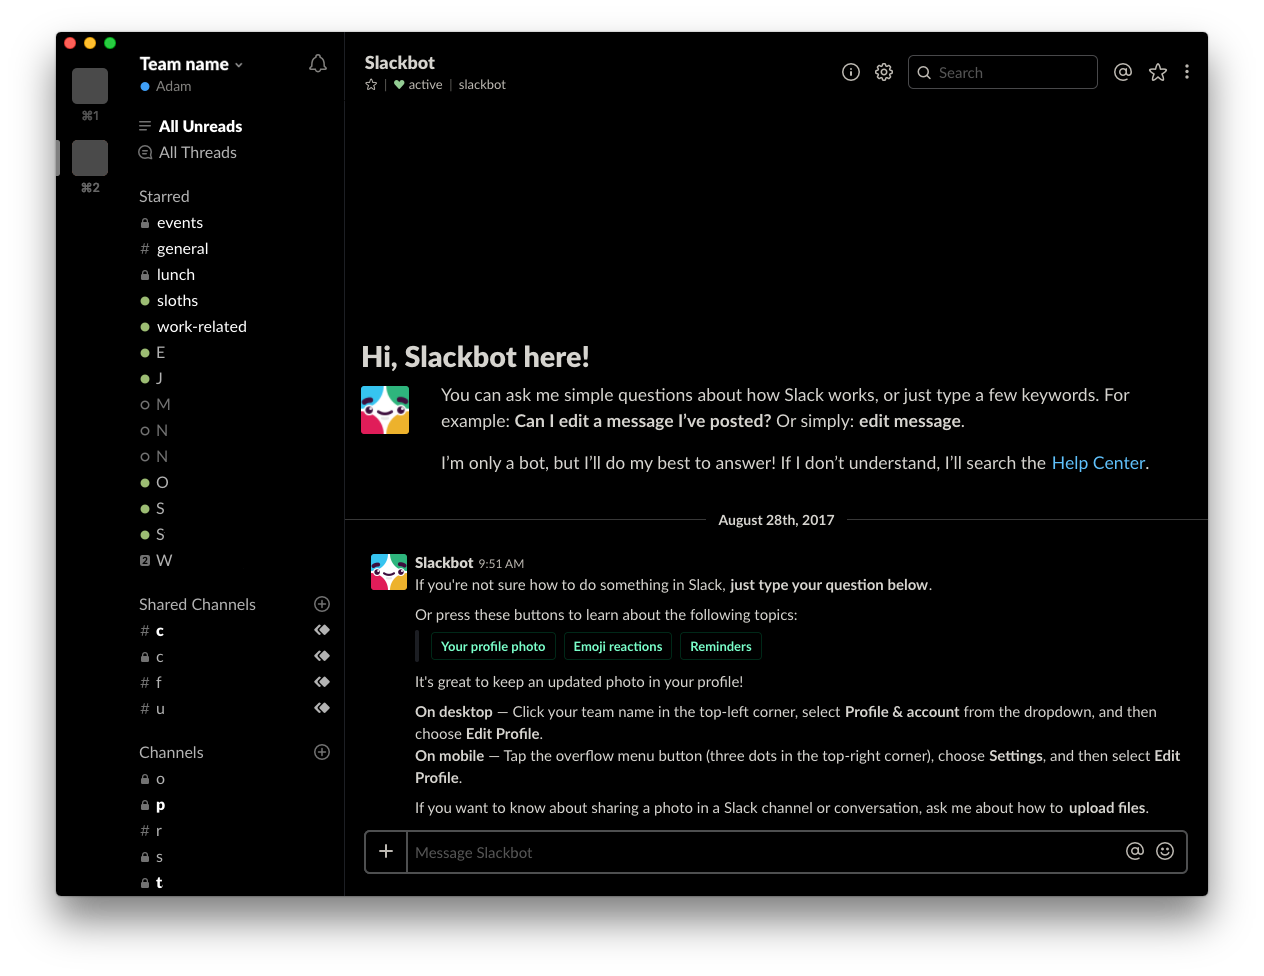 ⌘1
⌘2
Team name
Adam
All Unreads
All Threads
Starred
events
# general
lunch
sloths
work-related
E
J
M
N
N
O
S
S
2 W
Shared Channels
# c
c
# f
# u
Channels
o
p
# r
s
t
Slackbot
active | slackbot
Search
Hi, Slackbot here!
You can ask me simple questions about how Slack works, or just type a few keywords. For
example: Can I edit a message I’ve posted? Or simply: edit message.
I’m only a bot, but I’ll do my best to answer! If I don’t understand, I’ll search the Help Center.
August 28th, 2017
Slackbot 9:51 AM
If you're not sure how to do something in Slack, just type your question below.
Or press these buttons to learn about the following topics:
Your profile photo Emoji reactions Reminders
It's great to keep an updated photo in your profile!
On desktop — Click your team name in the top-left corner, select Profile & account from the dropdown, and then
choose Edit Profile.
On mobile — Tap the overflow menu button (three dots in the top-right corner), choose Settings, and then select Edit
Profile.
If you want to know about sharing a photo in a Slack channel or conversation, ask me about how to upload files.
Message Slackbot